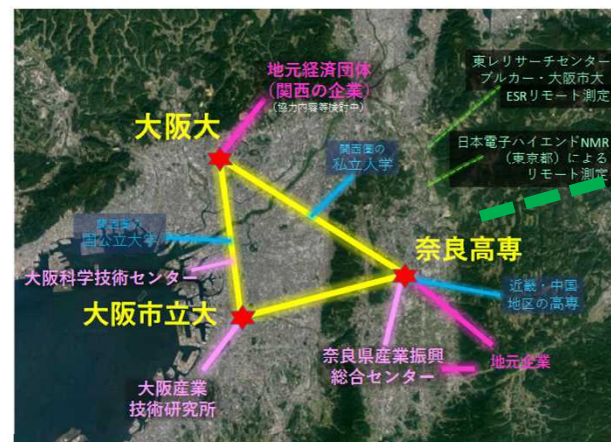 東レリサーチセンター
ブルカー・大阪市大
ESRリモート測定
地元経済団体
(関西の企業)
(協力内容等検討中)
大阪大
日本電子ハイエンドNMR
(東京都)による
リモート測定
関西圏の
私立大学
関西圏の
国公立大学
奈良高専
大阪科学技術センター
近畿・中国
地区の高専
大阪市立大
奈良県産業振興
総合センター
地元企業
大阪産業
技術研究所